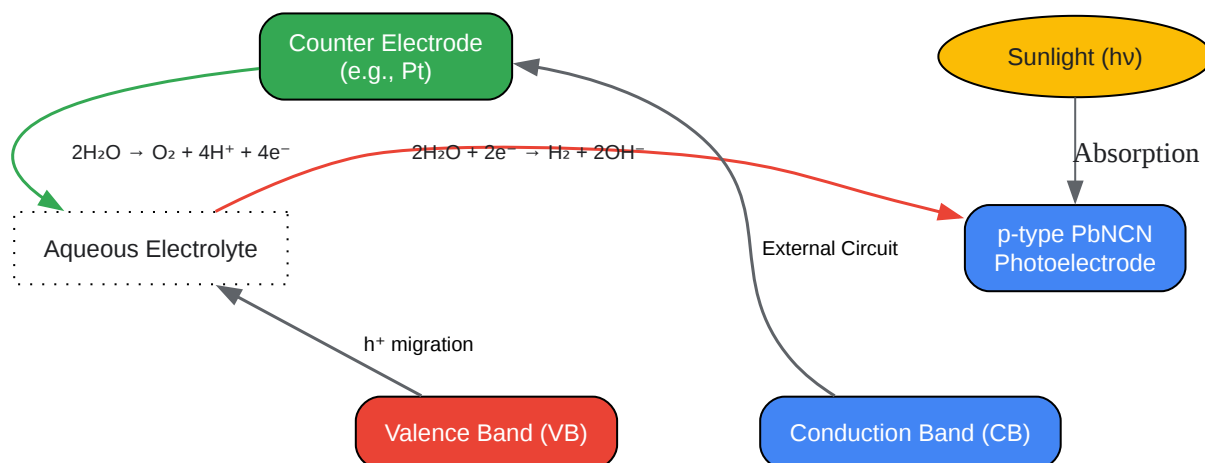 Counter Electrode
(e.g., Pt)
Sunlight (hν)
2H₂O → O₂ + 4H⁺ + 4e⁻
2H₂O + 2e⁻ → H₂ + 2OH⁻
Absorption
Aqueous Electrolyte
External Circuit
p-type PbNCN
Photoelectrode
h⁺ migration
Valence Band (VB)
Conduction Band (CB)